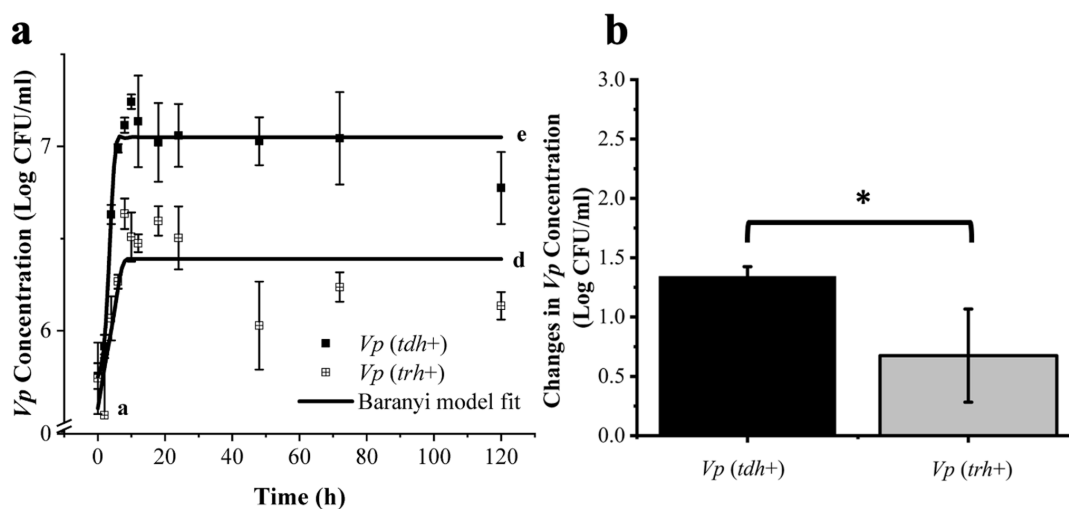 a
Vp Concentration (Log CFU/ml)
7
6
0
e
d
a
Vp (tdh+)
Vp (trh+)
Baranyi model fit
0 20 40 60 80 100 120
Time (h)
b
Changes in Vp Concentration
(Log CFU/ml)
3.0
2.5
2.0
1.5
1.0
0.5
0.0
*
Vp (tdh+) Vp (trh+)